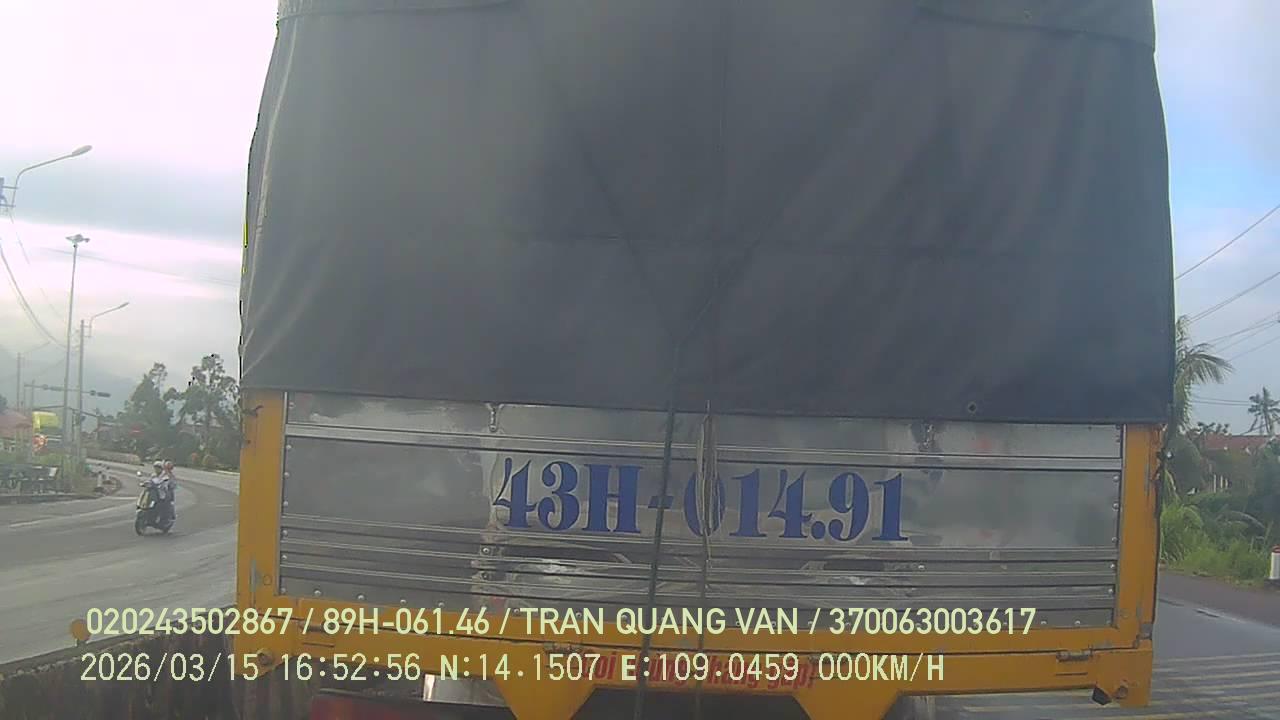 43H-014.91
020243502867 / 89H-061.46 / TRAN QUANG VAN / 370063003617
2026/03/15 16:52:56 N:14.1507 E:109.0459 000KM/H